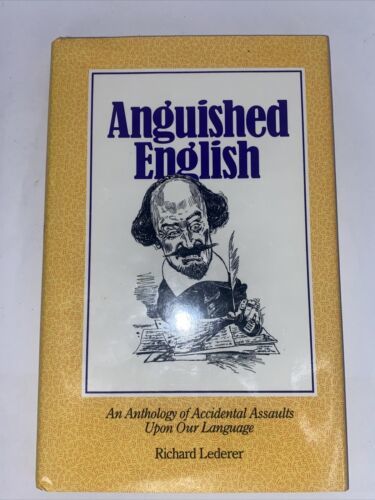 Anguished
English
An Anthology of Accidental Assaults
Upon Our Language
Richard Lederer